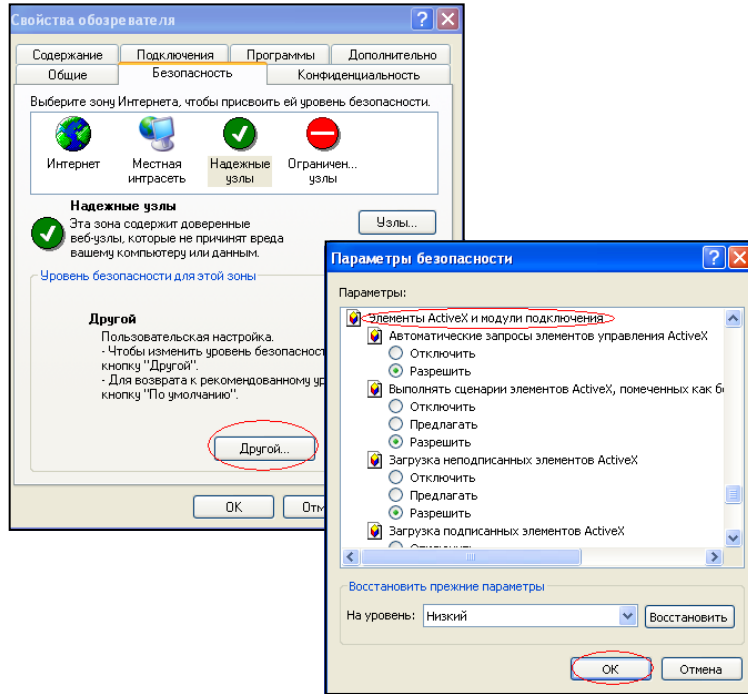 Свойства обозревателя
Содержание Подключения Программы Дополнительно
Общие Безопасность Конфиденциальность
Выберите зону Интернета, чтобы присвоить ей уровень безопасности.
Интернет
Местная
интрасеть
Надежные
узлы
Ограничен...
узлы
Надежные узлы
Эта зона содержит доверенные
веб-узлы, которые не причинят вреда
вашему компьютеру или данным.
Узлы...
Уровень безопасности для этой зоны
Другой
Пользовательская настройка.
- Чтобы изменить уровень безопасност
кнопку "Другой".
- Для возврата к рекомендованному ур
кнопку "По умолчанию".
Другой...
OK Отм
Параметры безопасности
Параметры:
Элементы ActiveX и модули подключения
Автоматические запросы элементов управления ActiveX
Отключить
Разрешить
Выполнять сценарии элементов ActiveX, помеченных как б
Отключить
Предлагать
Разрешить
Загрузка неподписанных элементов ActiveX
Отключить
Предлагать
Разрешить
Загрузка подписанных элементов ActiveX
Восстановить прежние параметры
На уровень: Низкий Восстановить
OK Отмена